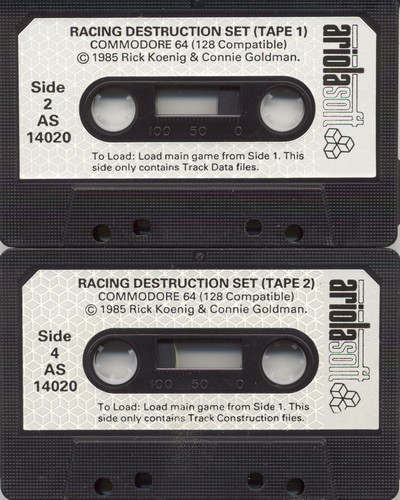 RACING DESTRUCTION SET (TAPE 1)
COMMODORE 64 (128 Compatible)
© 1985 Rick Koenig & Connie Goldman.
Side
2
AS
14020
100 50 0
To Load: Load main game from Side 1. This
side only contains Track Data files.
ariolasoft
RACING DESTRUCTION SET (TAPE 2)
COMMODORE 64 (128 Compatible)
© 1985 Rick Koenig & Connie Goldman.
Side
4
AS
14020
100 50 0
To Load: Load main game from Side 1. This
side only contains Track Construction files.
ariolasoft